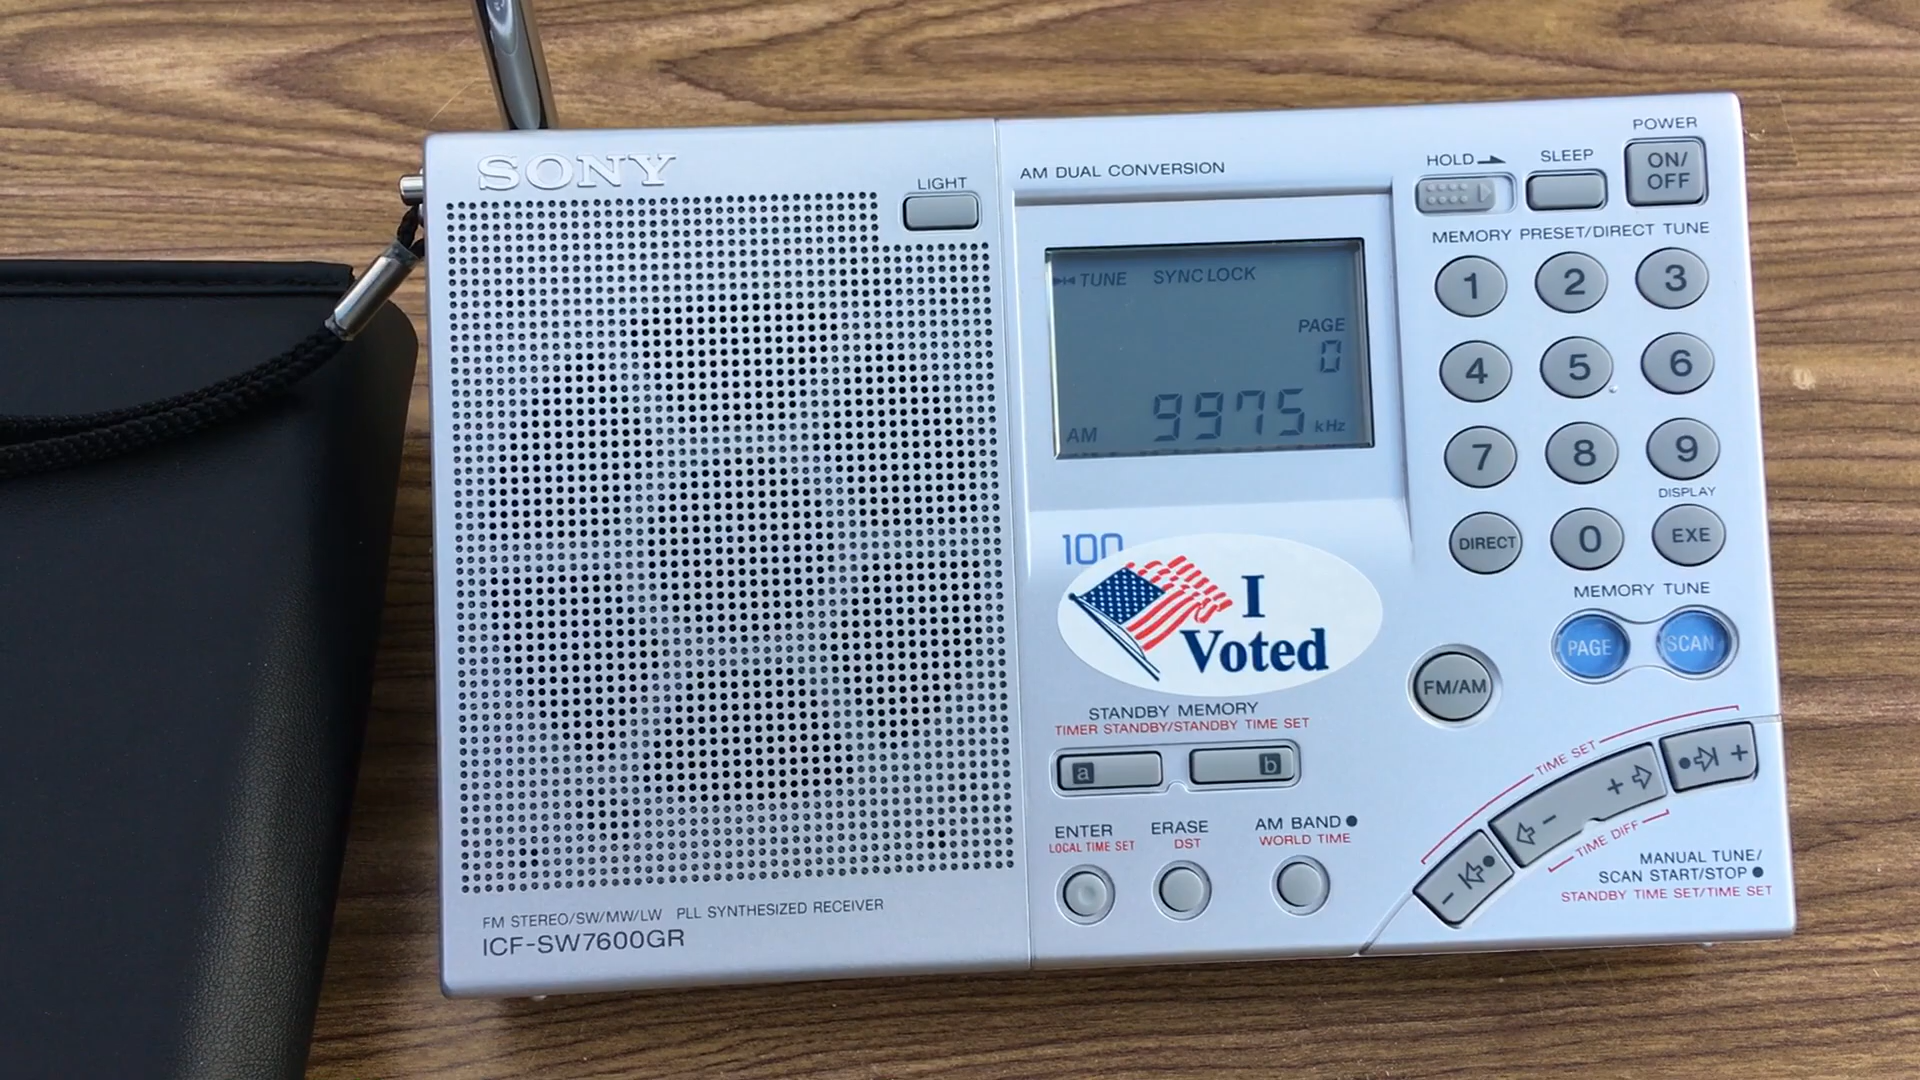 SONY
LIGHT
AM DUAL CONVERSION
HOLD
SLEEP
POWER
ON/
OFF
MEMORY PRESET/DIRECT TUNE
1 2 3
4 5 6
7 8 9
DISPLAY
DIRECT 0 EXE
TUNE SYNC LOCK
PAGE
0
AM 9975 kHz
100
I
Voted
MEMORY TUNE
PAGE SCAN
FM/AM
STANDBY MEMORY
TIMER STANDBY/STANDBY TIME SET
a b
ENTER
LOCAL TIME SET
ERASE
DST
AM BAND ●
WORLD TIME
TIME SET
- ●
- +
● +
TIME DIFF
MANUAL TUNE/
SCAN START/STOP ●
STANDBY TIME SET/TIME SET
FM STEREO/SW/MW/LW PLL SYNTHESIZED RECEIVER
ICF-SW7600GR